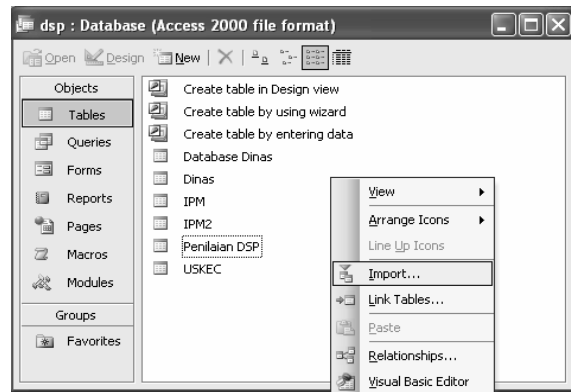 dsp : Database (Access 2000 file format)
Open Design New
Objects
Tables
Queries
Forms
Reports
Pages
Macros
Modules
Groups
Favorites
Create table in Design view
Create table by using wizard
Create table by entering data
Database Dinas
Dinas
IPM
IPM2
Penilaian DSP
USKEC
View
Arrange Icons
Line Up Icons
Import...
Link Tables...
Paste
Relationships...
Visual Basic Editor